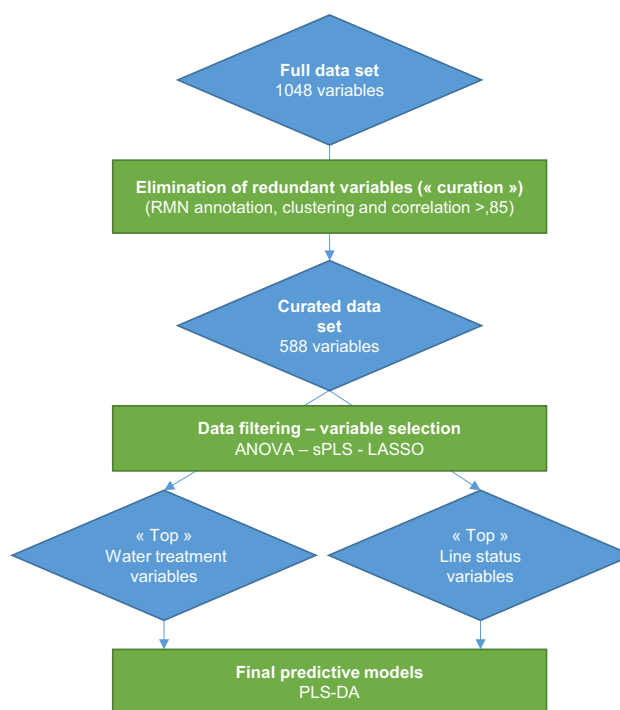 Full data set
1048 variables
Elimination of redundant variables (« curation »)
(RMN annotation, clustering and correlation >,85)
Curated data
set
588 variables
Data filtering – variable selection
ANOVA – sPLS - LASSO
« Top »
Water treatment
variables
« Top »
Line status
variables
Final predictive models
PLS-DA